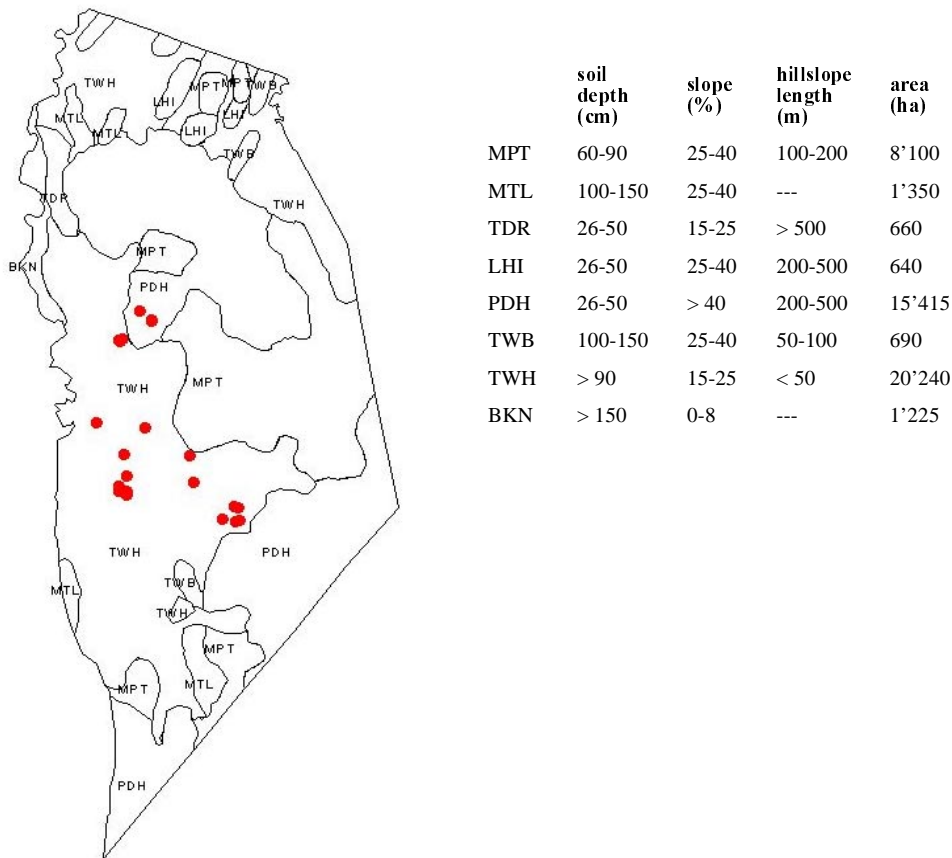 TWH
MPT
MPT
TWB
LHI
LHI
MTL
MTL
LHI
TWB
TDR
TWH
MPT
BKN
PDH
TWH
MPT
TWH
PDH
TWB
MTL
TWH
MPT
MTL
MPT
PDH
soil depth (cm) slope (%) hillslope length (m) area (ha)
MPT 60-90 25-40 100-200 8’100
MTL 100-150 25-40 --- 1’350
TDR 26-50 15-25 > 500 660
LHI 26-50 25-40 200-500 640
PDH 26-50 > 40 200-500 15’415
TWB 100-150 25-40 50-100 690
TWH > 90 15-25 < 50 20’240
BKN > 150 0-8 --- 1’225